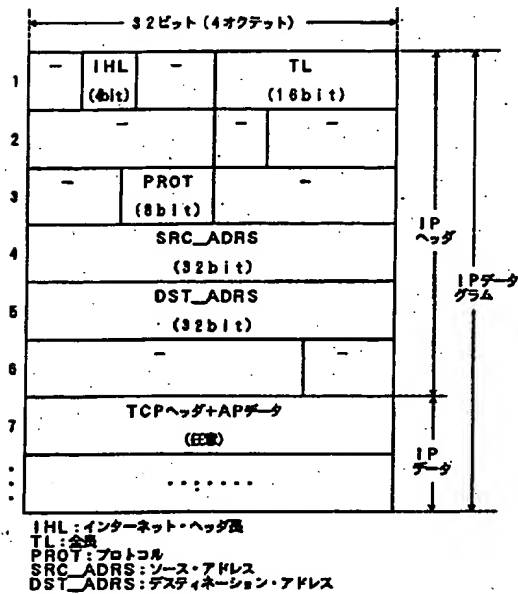 32ビット(4オクテット)
1 - IHL (4bit) - TL (16bit)
2 - - -
3 - PROT (8bit) -
4 SRC_ADRS (32bit)
5 DST_ADRS (32bit)
6 - -
7 TCPヘッダ+APデータ (任意)
IP
ヘッダ
IPデータ
グラム
IP
データ
IHL:インターネット・ヘッダ長
TL:全長
PROT:プロトコル
SRC_ADRS:ソース・アドレス
DST_ADRS:デスティネーション・アドレス